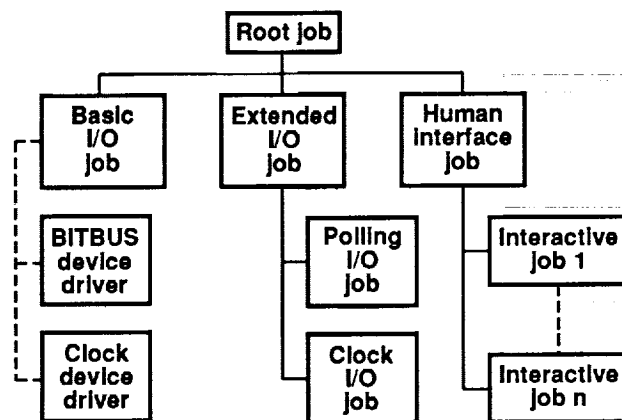 Root job
Basic
I/O
job
Extended
I/O
job
Human
interface
job
BITBUS
device
driver
Polling
I/O
job
Interactive
job 1
Clock
device
driver
Clock
I/O
job
Interactive
job n